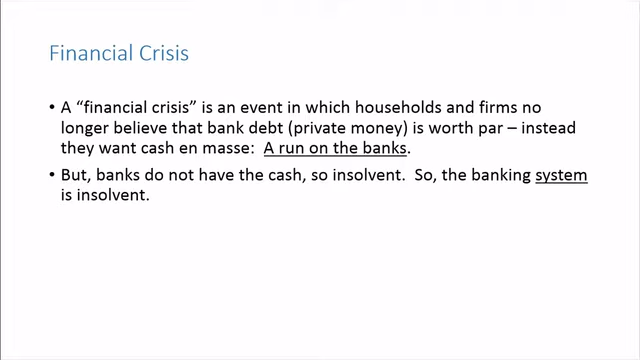 Financial Crisis
• A “financial crisis” is an event in which households and firms no
longer believe that bank debt (private money) is worth par – instead
they want cash en masse: A run on the banks.
• But, banks do not have the cash, so insolvent. So, the banking system
is insolvent.